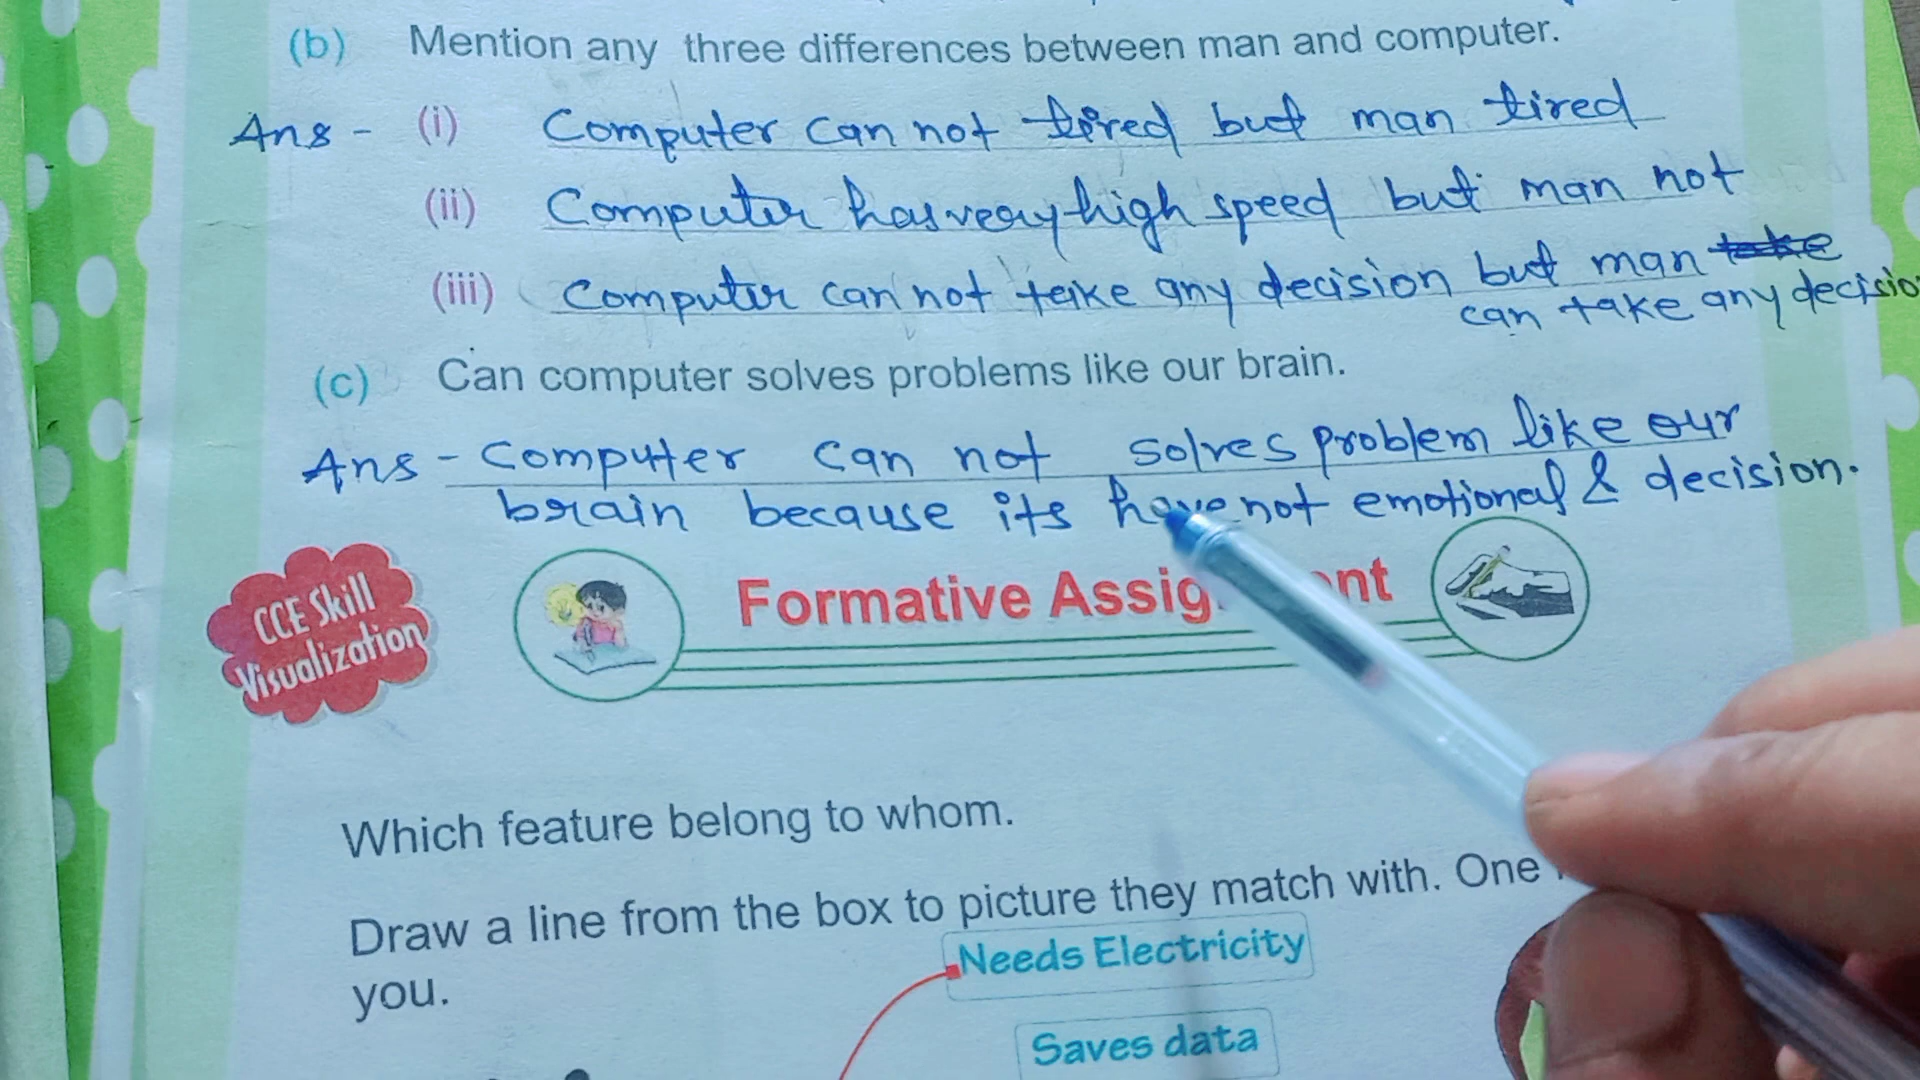 (b) Mention any three differences between man and computer.
Ans - (i) Computer can not tired but man tired
(ii) Computer has very high speed but man not
(iii) Computer can not take any decision but man take
can take any decisio
(c) Can computer solves problems like our brain.
Ans - Computer can not solves problem like our
brain because its have not emotional & decision.
CCE Skill
Visualization
Formative
Which feature belong to whom.
Draw a line from the box to picture they match with. One
you.
Needs Electricity
Saves data